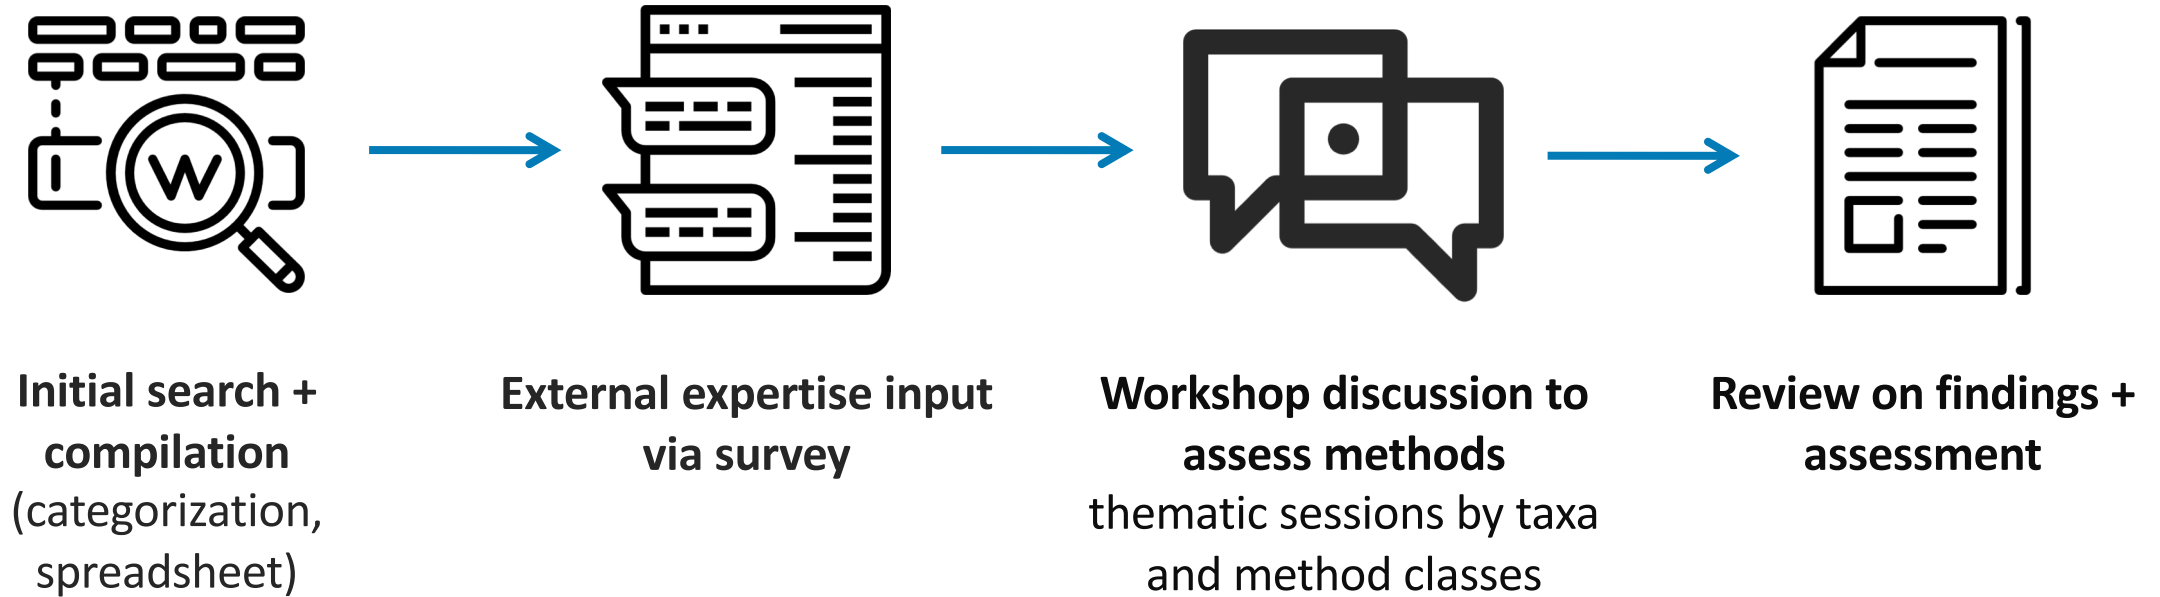 W
Initial search +
compilation
(categorization,
spreadsheet)
External expertise input
via survey
Workshop discussion to
assess methods
thematic sessions by taxa
and method classes
Review on findings +
assessment